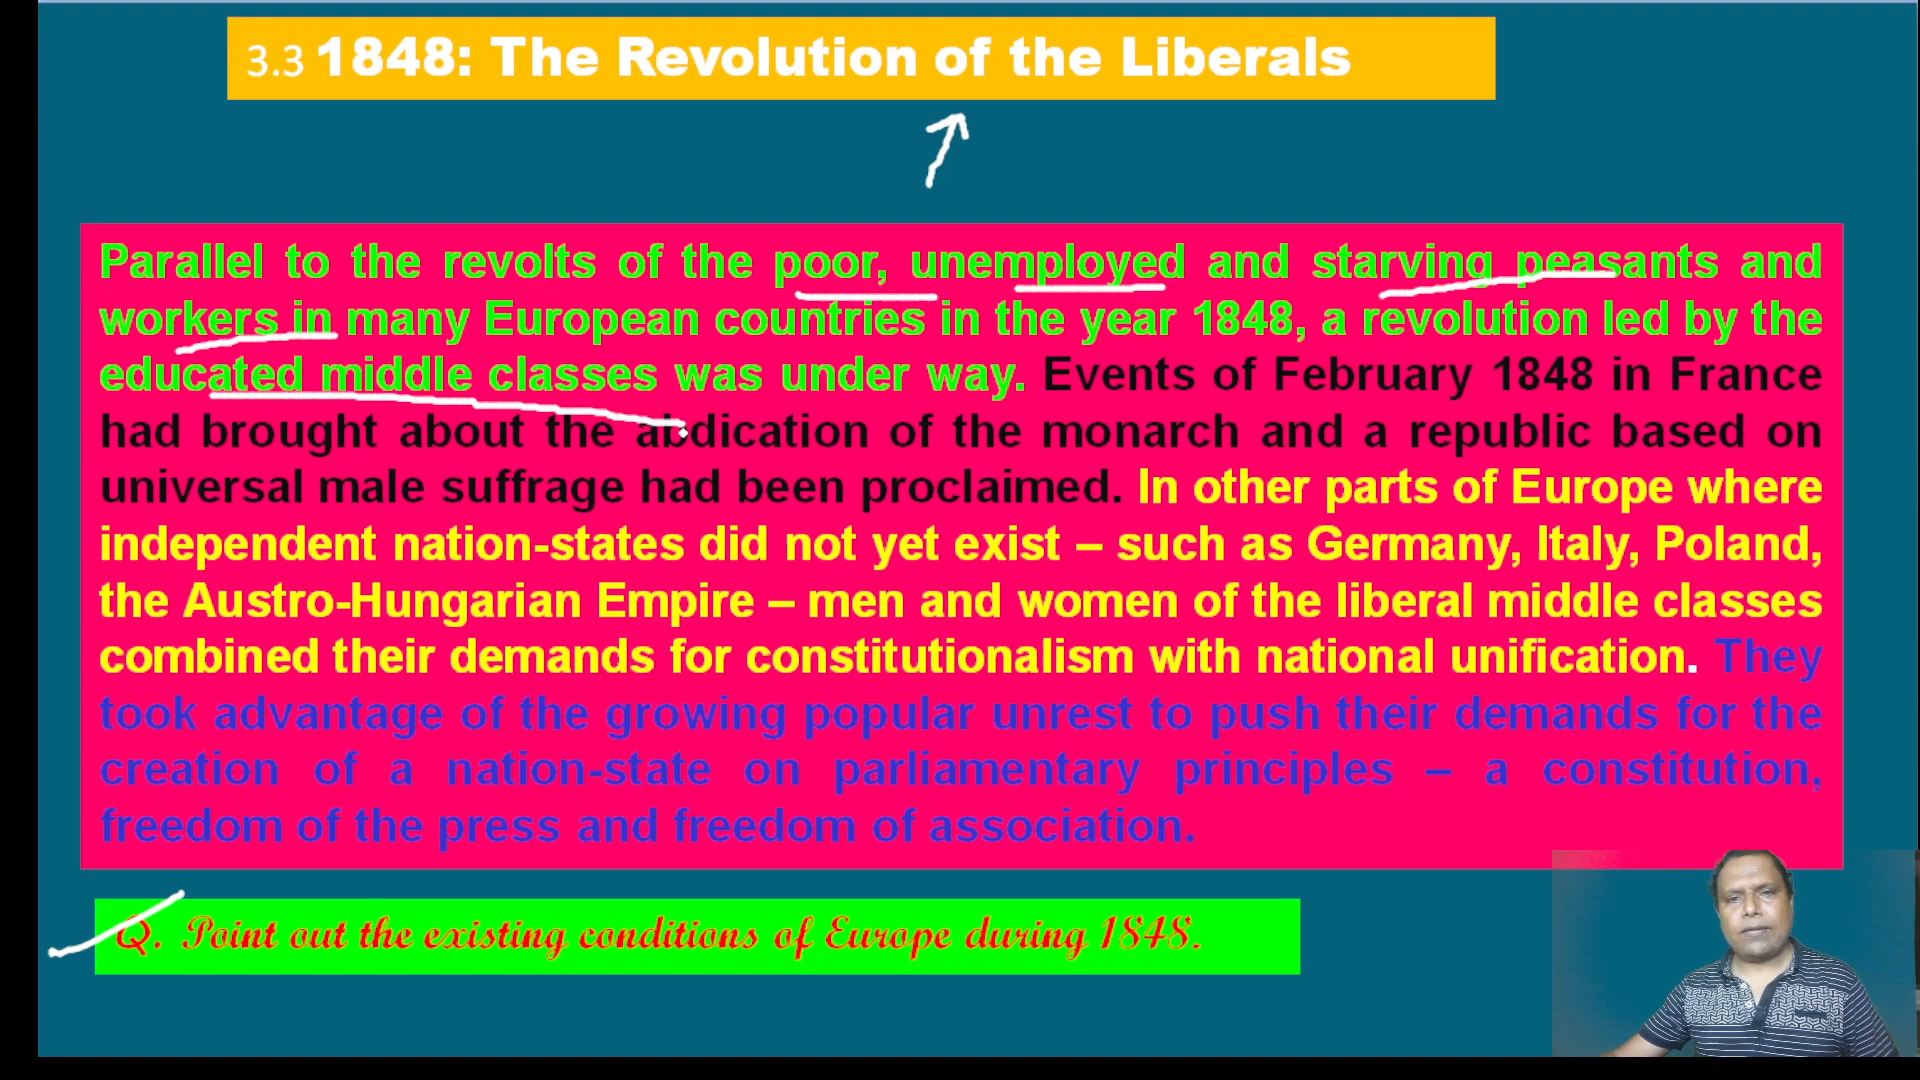 3.3 1848: The Revolution of the Liberals
Parallel to the revolts of the poor, unemployed and starving peasants and
workers in many European countries in the year 1848, a revolution led by the
educated middle classes was under way. Events of February 1848 in France
had brought about the abdication of the monarch and a republic based on
universal male suffrage had been proclaimed. In other parts of Europe where
independent nation-states did not yet exist – such as Germany, Italy, Poland,
the Austro-Hungarian Empire – men and women of the liberal middle classes
combined their demands for constitutionalism with national unification. They
took advantage of the growing popular unrest to push their demands for the
creation of a nation-state on parliamentary principles – a constitution,
freedom of the press and freedom of association.
Q. Point out the existing conditions of Europe during 1848.